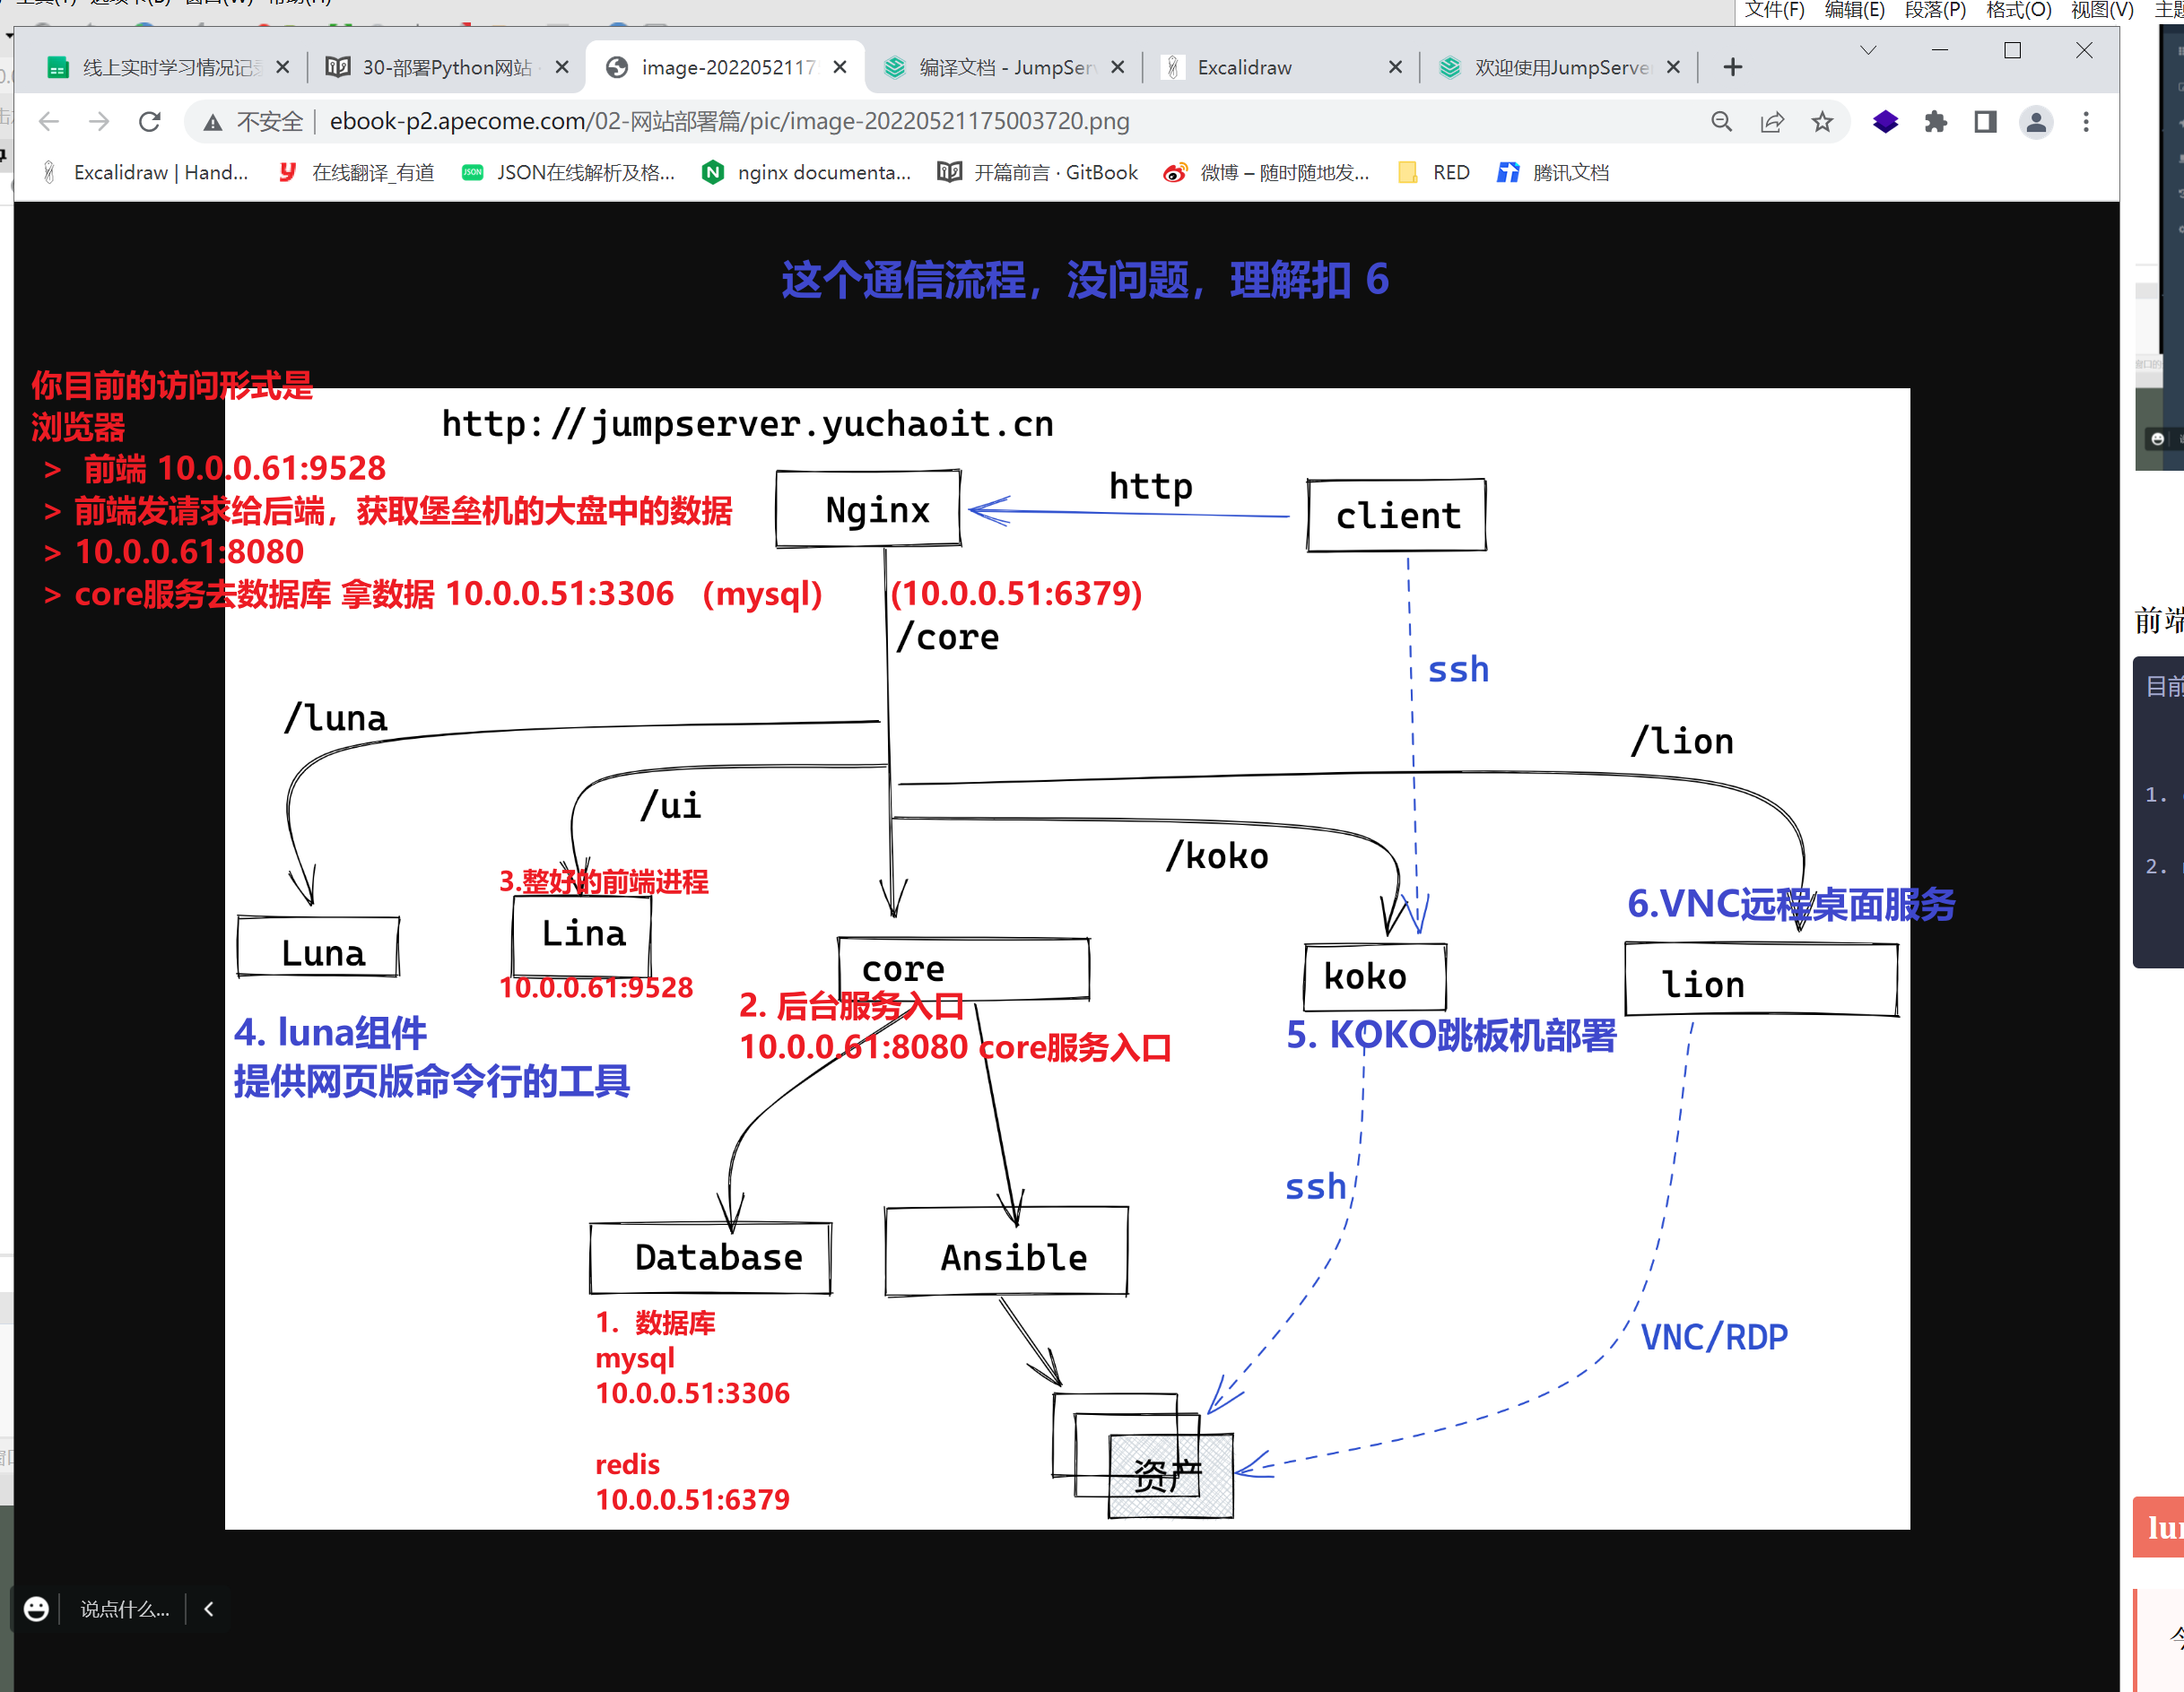 文件(F) 编辑(E) 段落(P) 格式(O) 视图(V)
线上实时学习情况记录
30-部署Python网站
image-2022052117
编译文档 - JumpServ
Excalidraw
欢迎使用JumpServe
不安全 ebook-p2.apecome.com/02-网站部署篇/pic/image-20220521175003720.png
Excalidraw | Hand...
在线翻译_有道
JSON在线解析及格...
nginx documenta...
开篇前言 · GitBook
微博 – 随时随地发...
RED
腾讯文档
这个通信流程，没问题，理解扣 6
你目前的访问形式是
浏览器
> 前端 10.0.0.61:9528
> 前端发请求给后端，获取堡垒机的大盘中的数据
> 10.0.0.61:8080
> core服务去数据库 拿数据 10.0.0.51:3306 （mysql） (10.0.0.51:6379)
http://jumpserver.yuchaoit.cn
Nginx
http
client
/core
ssh
/luna
/lion
/ui
/koko
3.整好的前端进程
6.VNC远程桌面服务
Luna
Lina
core
koko
lion
10.0.0.61:9528
2. 后台服务入口
10.0.0.61:8080 core服务入口
4. luna组件
提供网页版命令行的工具
5. KOKO跳板机部署
ssh
Database
Ansible
VNC/RDP
1. 数据库
mysql
10.0.0.51:3306
redis
10.0.0.51:6379
资产
说点什么...
前端
目前
1.
2.